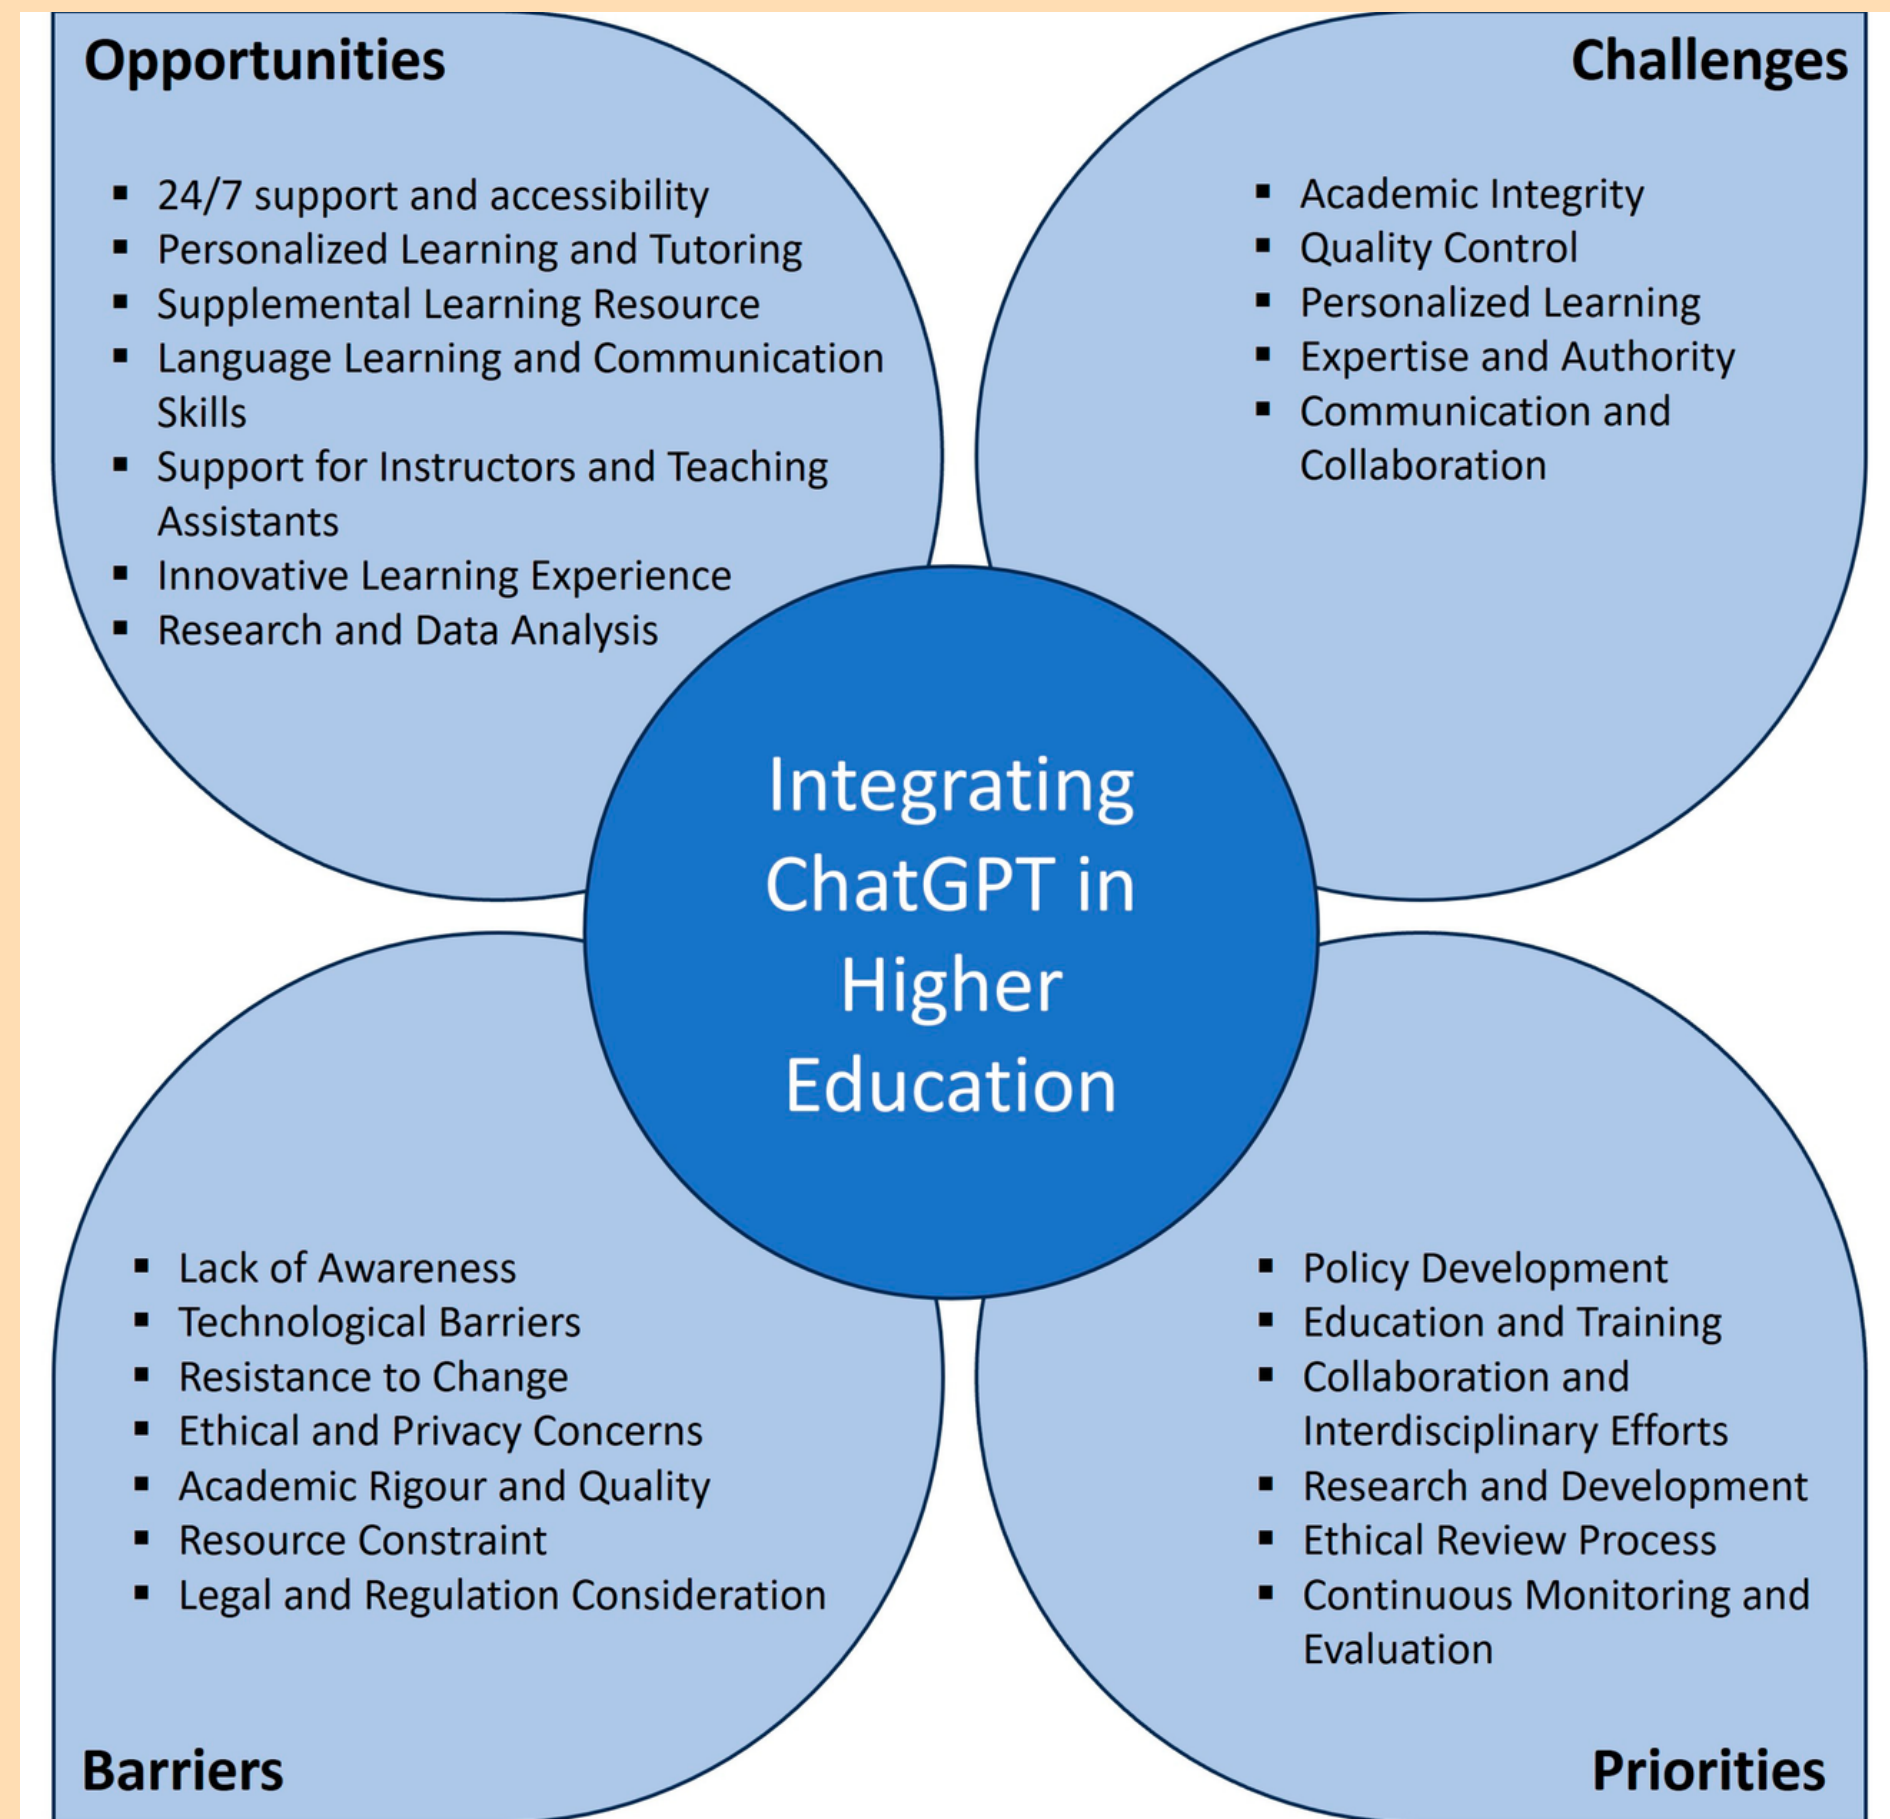 Opportunities
▪ 24/7 support and accessibility
▪ Personalized Learning and Tutoring
▪ Supplemental Learning Resource
▪ Language Learning and Communication
Skills
▪ Support for Instructors and Teaching
Assistants
▪ Innovative Learning Experience
▪ Research and Data Analysis
Challenges
▪ Academic Integrity
▪ Quality Control
▪ Personalized Learning
▪ Expertise and Authority
▪ Communication and
Collaboration
Integrating
ChatGPT in
Higher
Education
▪ Lack of Awareness
▪ Technological Barriers
▪ Resistance to Change
▪ Ethical and Privacy Concerns
▪ Academic Rigour and Quality
▪ Resource Constraint
▪ Legal and Regulation Consideration
Barriers
▪ Policy Development
▪ Education and Training
▪ Collaboration and
Interdisciplinary Efforts
▪ Research and Development
▪ Ethical Review Process
▪ Continuous Monitoring and
Evaluation
Priorities